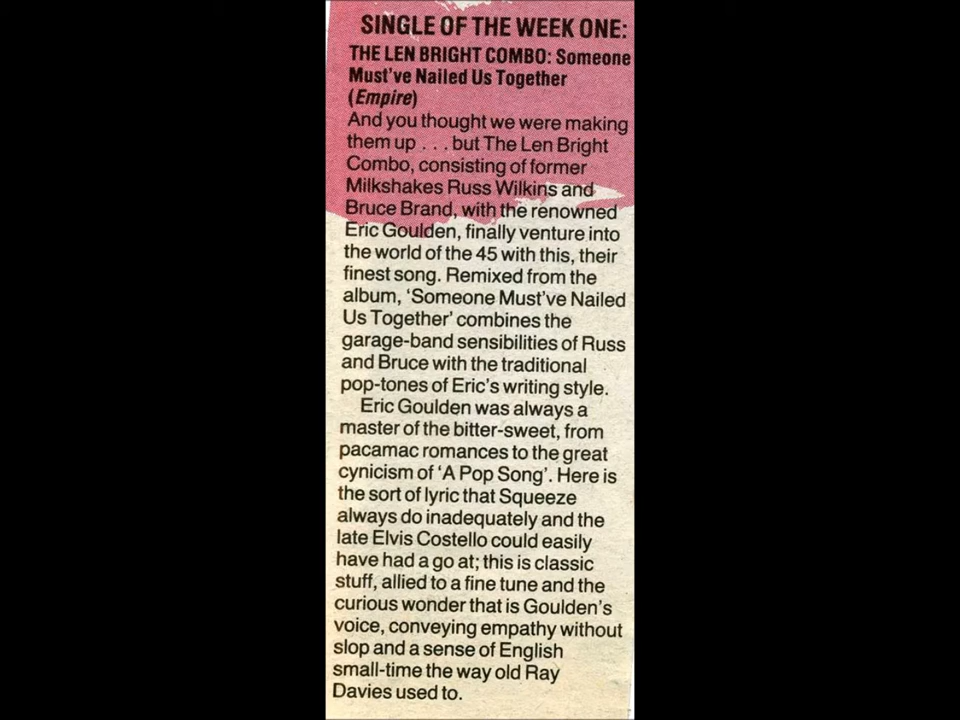 SINGLE OF THE WEEK ONE:
THE LEN BRIGHT COMBO: Someone
Must've Nailed Us Together
(Empire)
And you thought we were making
them up . . . but The Len Bright
Combo, consisting of former
Milkshakes Russ Wilkins and
Bruce Brand, with the renowned
Eric Goulden, finally venture into
the world of the 45 with this, their
finest song. Remixed from the
album, ‘Someone Must’ve Nailed
Us Together’ combines the
garage-band sensibilities of Russ
and Bruce with the traditional
pop-tones of Eric’s writing style.
Eric Goulden was always a
master of the bitter-sweet, from
pacamac romances to the great
cynicism of ‘A Pop Song’. Here is
the sort of lyric that Squeeze
always do inadequately and the
late Elvis Costello could easily
have had a go at; this is classic
stuff, allied to a fine tune and the
curious wonder that is Goulden’s
voice, conveying empathy without
slop and a sense of English
small-time the way old Ray
Davies used to.